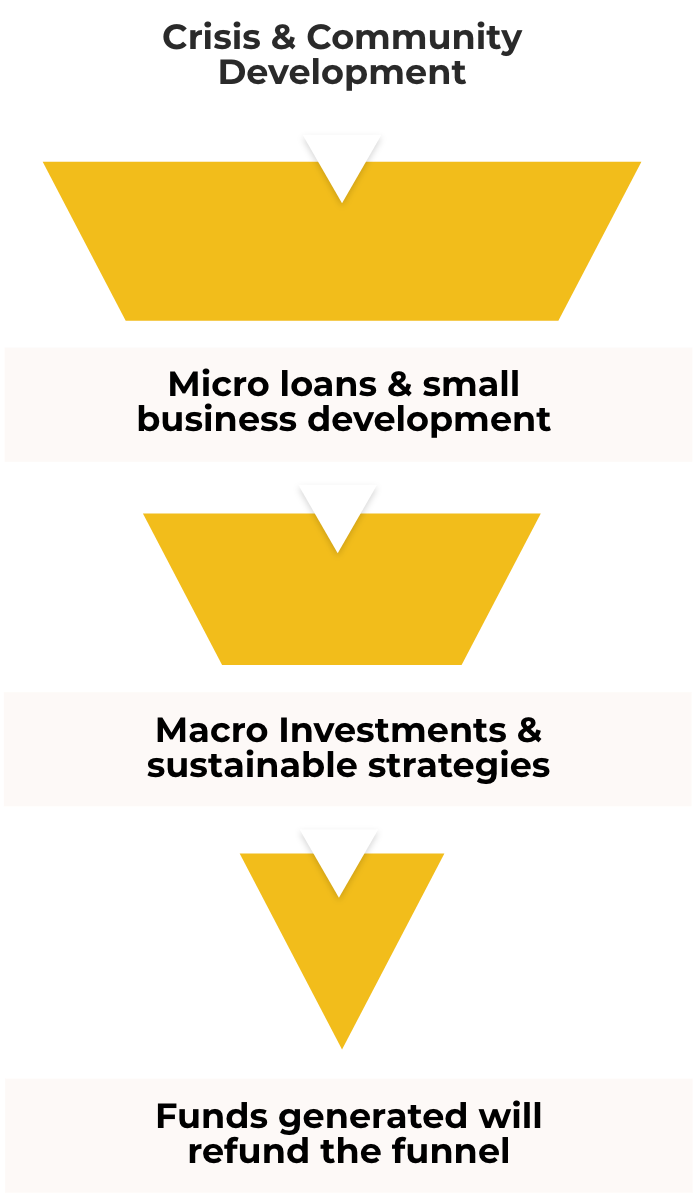 Crisis & Community
Development
Micro loans & small
business development
Macro Investments &
sustainable strategies
Funds generated will
refund the funnel